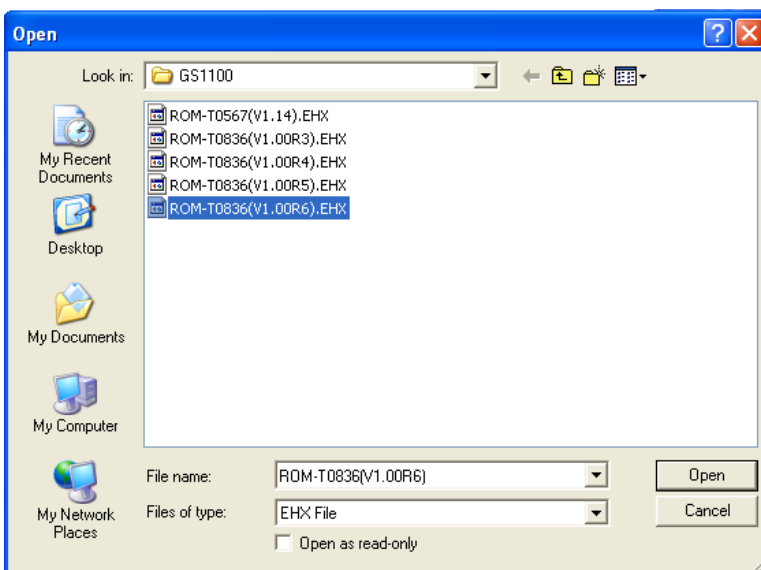 Open
Look in:
GS1100
ROM-T0567(V1.14).EHX
ROM-T0836(V1.00R3).EHX
ROM-T0836(V1.00R4).EHX
ROM-T0836(V1.00R5).EHX
ROM-T0836(V1.00R6).EHX
My Recent
Documents
Desktop
My Documents
My Computer
My Network
Places
File name:
ROM-T0836(V1.00R6)
Open
Files of type:
EHX File
Cancel
Open as read-only